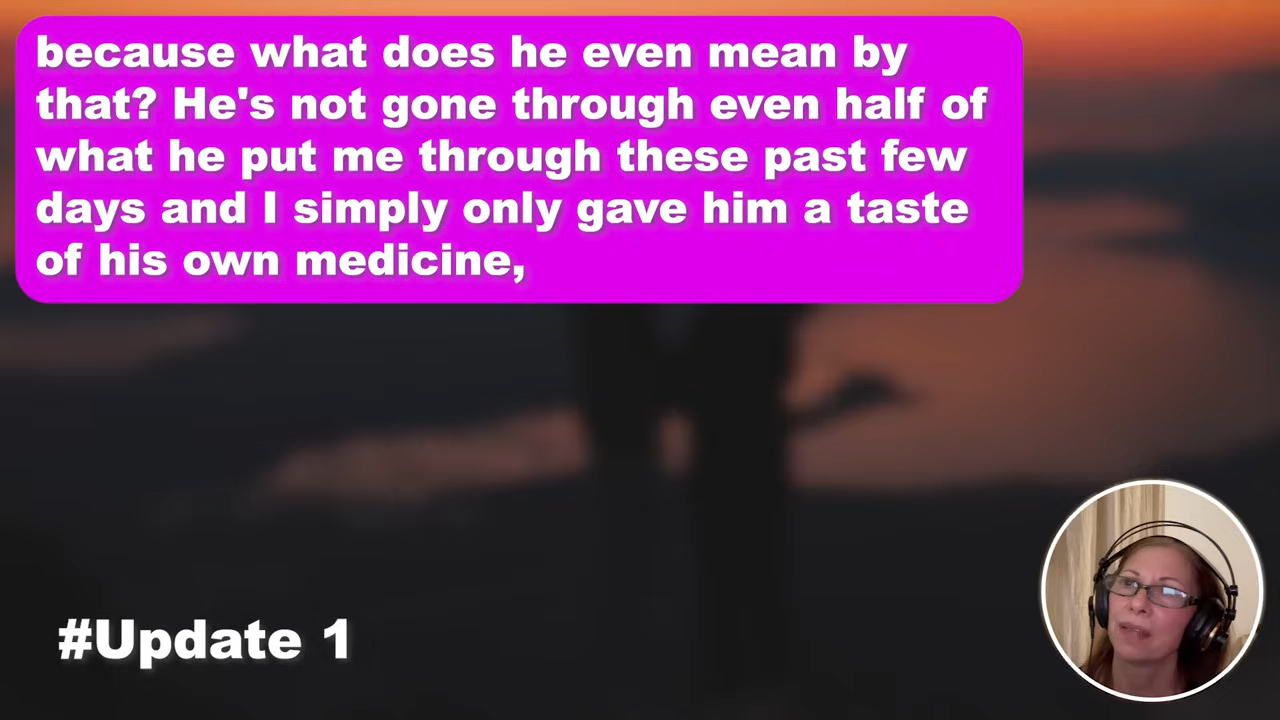 because what does he even mean by
that? He's not gone through even half of
what he put me through these past few
days and I simply only gave him a taste
of his own medicine,
#Update 1